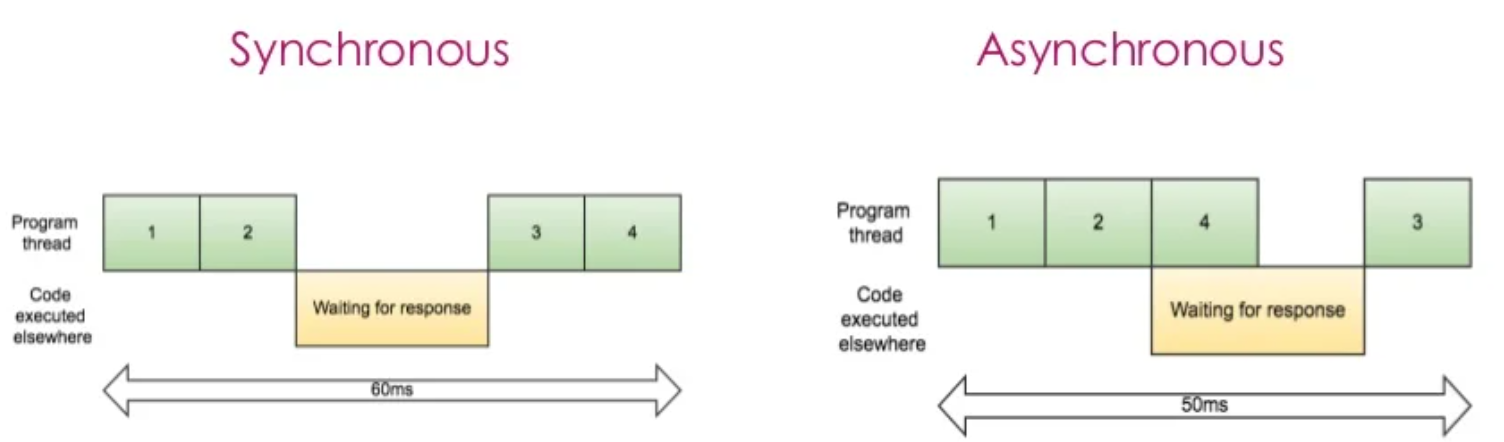 Synchronous
Program
thread
1
2
3
4
Code
executed
elsewhere
Waiting for response
60ms
Asynchronous
Program
thread
1
2
4
3
Code
executed
elsewhere
Waiting for response
50ms